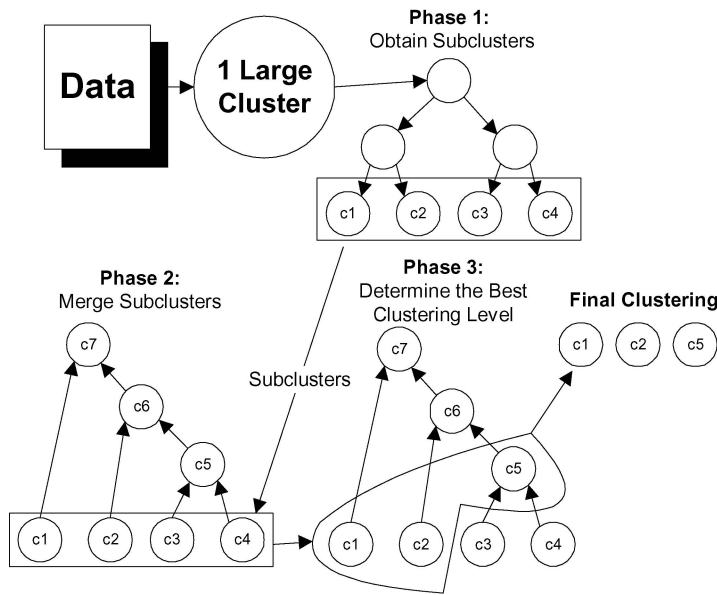 Phase 1:
Obtain Subclusters
Data
1 Large
Cluster
c1 c2 c3 c4
Phase 2:
Merge Subclusters
c7
c6
c5
c1 c2 c3 c4
Subclusters
Phase 3:
Determine the Best
Clustering Level
c7
c6
c5
c1 c2 c3 c4
Final Clustering
c1 c2 c5